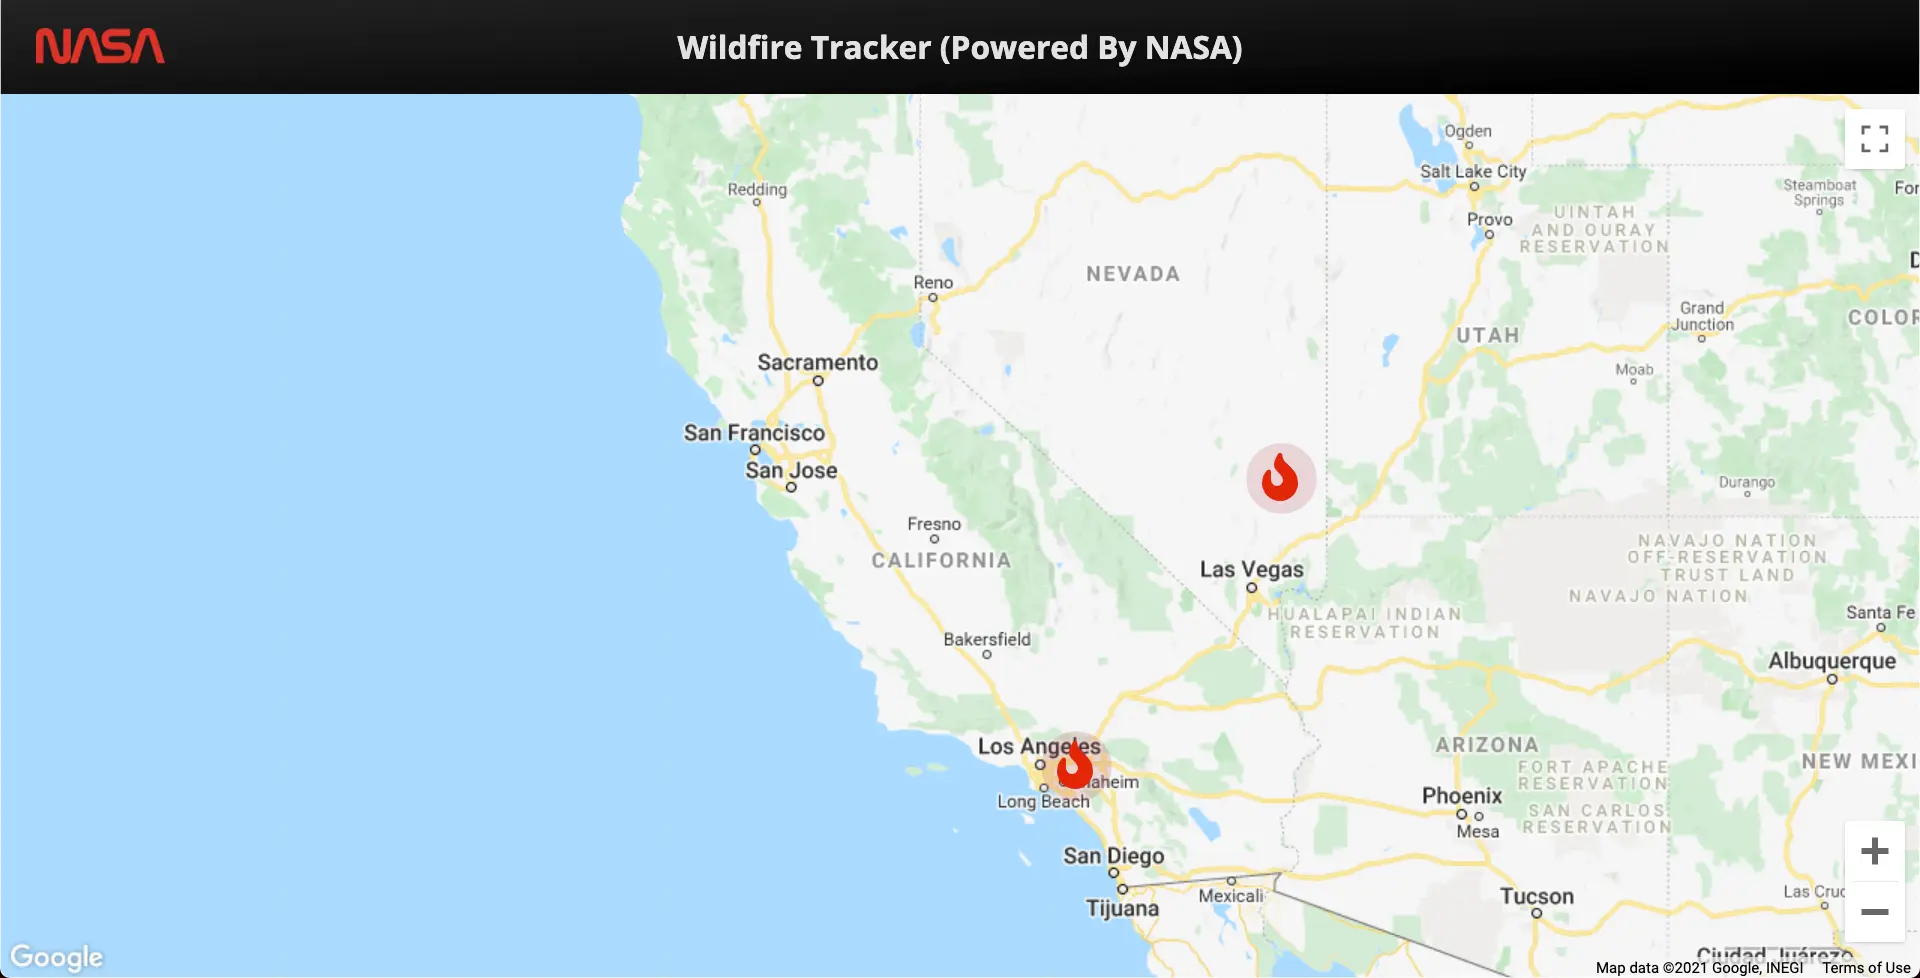 NASA
Wildfire Tracker (Powered By NASA)
Ogden
Salt Lake City
Redding
Steamboat
Springs
For
Provo
UINTAH
AND OURAY
RESERVATION
NEVADA
Reno
D
Grand
Junction
COLOR
UTAH
Sacramento
Moab
San Francisco
San Jose
Durango
Fresno
CALIFORNIA
NAVAJO NATION
OFF-RESERVATION
TRUST LAND
Las Vegas
NAVAJO NATION
HUALAPAI INDIAN
RESERVATION
Santa Fe
Bakersfield
Albuquerque
Los Angeles
ARIZONA
NEW MEXI
FORT APACHE
RESERVATION
naheim
Long Beach
Phoenix
Mesa
SAN CARLOS
RESERVATION
San Diego
Tijuana
Mexicali
Tucson
Las Cruc
Ciudad Juárez
Google
Map data ©2021 Google, INEGI
Terms of Use